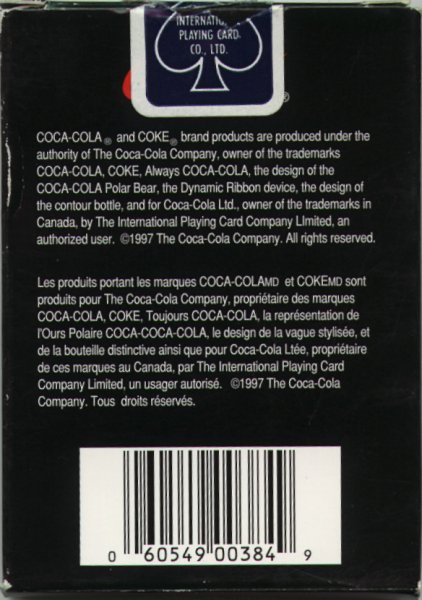 INTERNATIONAL
PLAYING CARD
CO., LTD.
®
COCA-COLA ® and COKE ® brand products are produced under the
authority of The Coca-Cola Company, owner of the trademarks
COCA-COLA, COKE, Always COCA-COLA, the design of the
COCA-COLA Polar Bear, the Dynamic Ribbon device, the design of
the contour bottle, and for Coca-Cola Ltd., owner of the trademarks in
Canada, by The International Playing Card Company LImited, an
authorized user. ©1997 The Coca-Cola Company. All rights reserved.
Les produits portant les marques COCA-COLAMD et COKEMD sont
produits pour The Coca-Cola Company, propriétaire des marques
COCA-COLA, COKE, Toujours COCA-COLA, la représentation de
l'Ours Polaire COCA-COCA-COLA, le design de la vague stylisée, et
de la bouteille distinctive ainsi que pour Coca-Cola Ltée, propriétaire
de ces marques au Canada, par The International Playing Card
Company Limited, un usager autorisé. ©1997 The Coca-Cola
Company. Tous droits réservés.
0 60549 00384 9